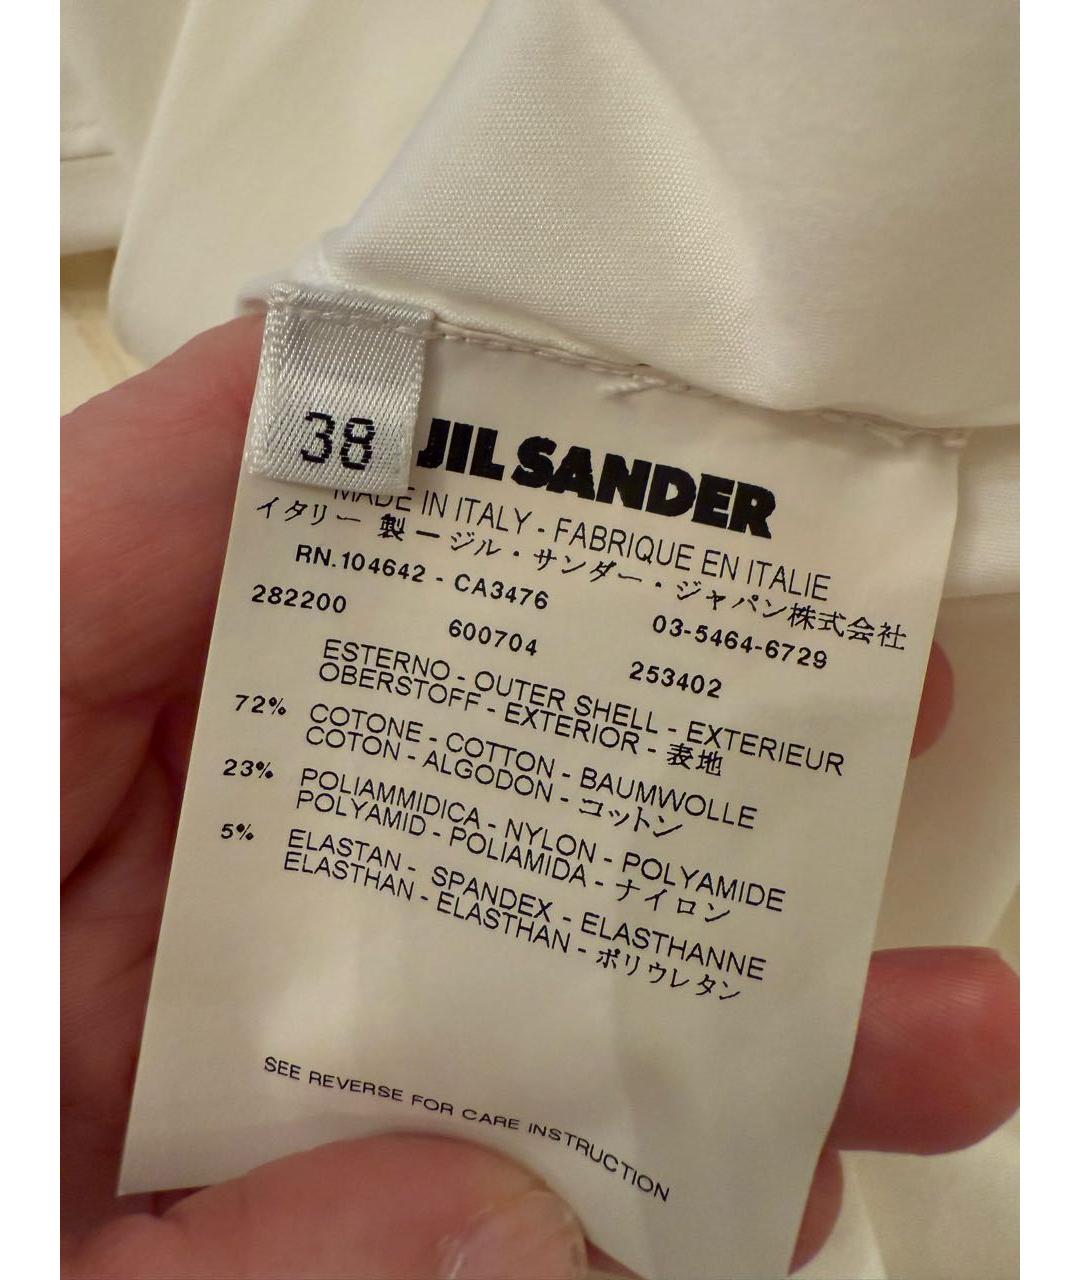 38
JIL SANDER
MADE IN ITALY - FABRIQUE EN ITALIE
イタリー 製 ー ジル・サンダー・ジャパン株式会社
RN.104642 - CA3476
03-5464-6729
282200
600704
253402
ESTERNO - OUTER SHELL - EXTERIEUR
OBERSTOFF - EXTERIOR - 表地
72% COTONE - COTTON - BAUMWOLLE
COTON - ALGODON - コットン
23% POLIAMMIDICA - NYLON - POLYAMIDE
POLYAMID - POLIAMIDA - ナイロン
5% ELASTAN - SPANDEX - ELASTHANNE
ELASTHAN - ELASTHAN - ポリウレタン
SEE REVERSE FOR CARE INSTRUCTION